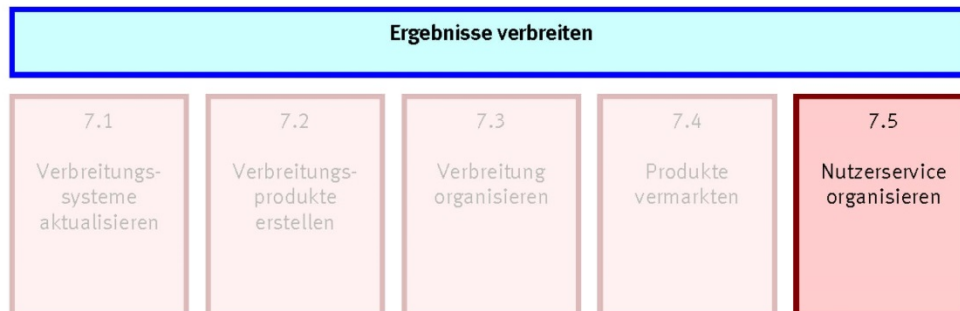 Ergebnisse verbreiten
7.1
Verbreitungs-
systeme
aktualisieren
7.2
Verbreitungs-
produkte
erstellen
7.3
Verbreitung
organisieren
7.4
Produkte
vermarkten
7.5
Nutzerservice
organisieren